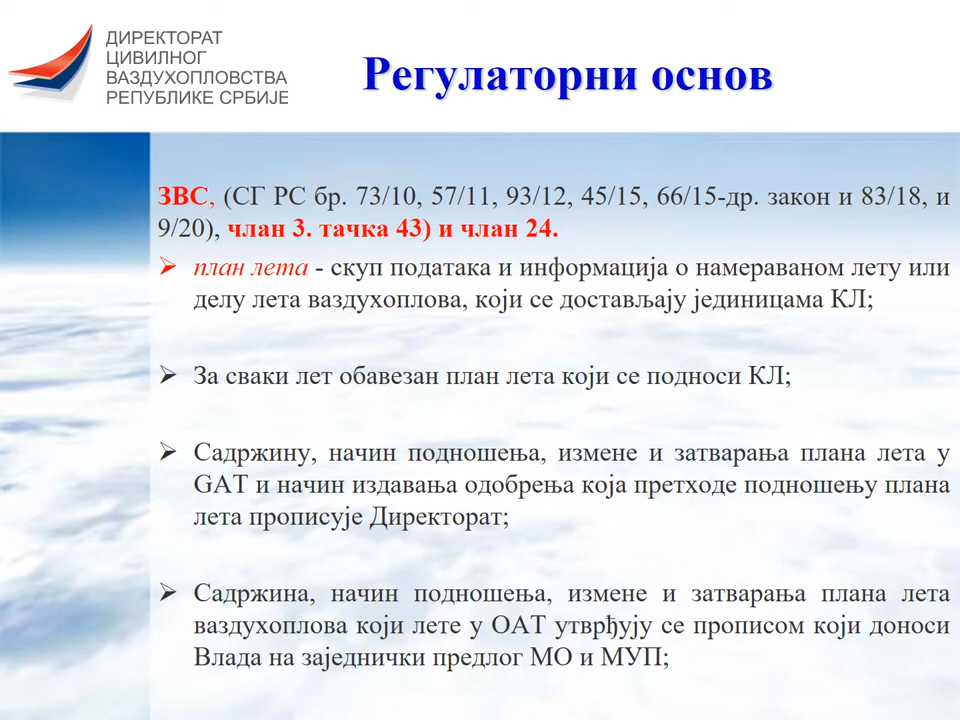 ДИРЕКТОРАТ
ЦИВИЛНОГ
ВАЗДУХОПЛОВСТВА
РЕПУБЛИКЕ СРБИЈЕ
Регулаторни основ
ЗВС, (СГ РС бр. 73/10, 57/11, 93/12, 45/15, 66/15-др. закон и 83/18, и
9/20), члан 3. тачка 43) и члан 24.
➢ план лета - скуп података и информација о намераваном лету или
делу лета ваздухоплова, који се достављају јединицама КЛ;
➢ За сваки лет обавезан план лета који се подноси КЛ;
➢ Садржину, начин подношења, измене и затварања плана лета у
GAT и начин издавања одобрења која претходе подношењу плана
лета прописује Директорат;
➢ Садржина, начин подношења, измене и затварања плана лета
ваздухоплова који лете у ОАТ утврђују се прописом који доноси
Влада на заједнички предлог МО и МУП;